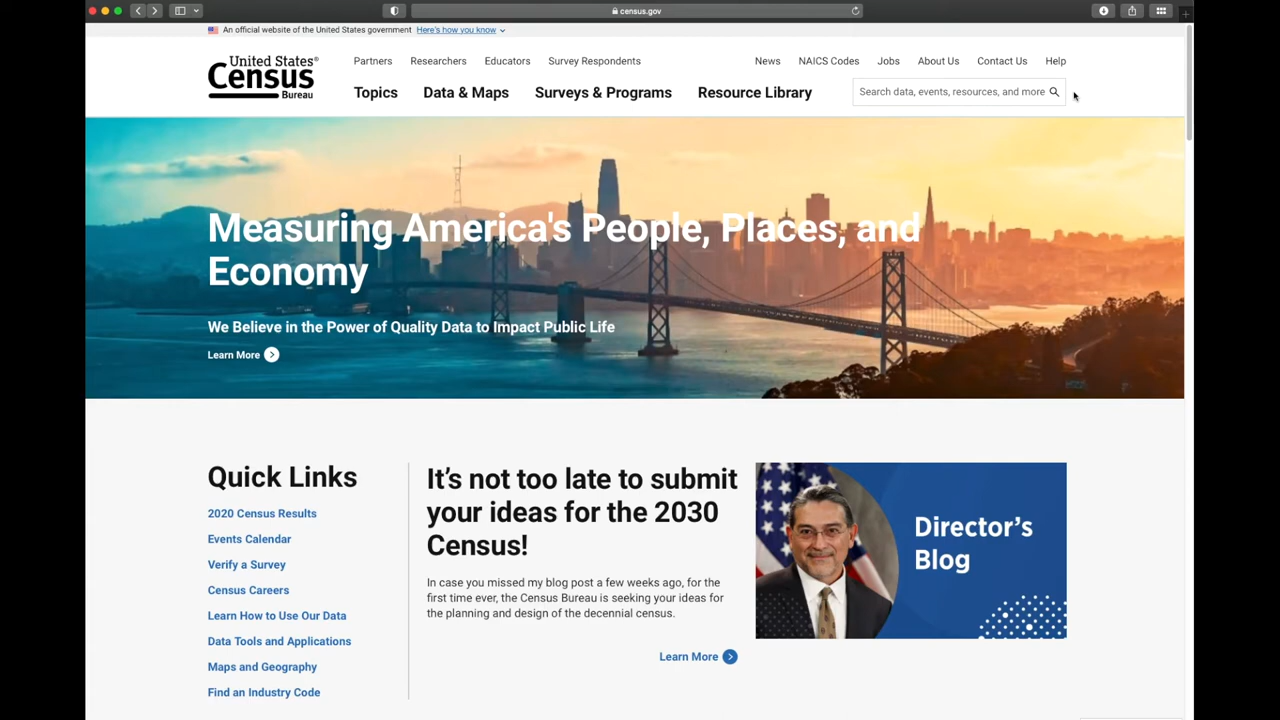 census.gov
An official website of the United States government Here's how you know
United States®
Census
Bureau
Partners Researchers Educators Survey Respondents
News NAICS Codes Jobs About Us Contact Us Help
Topics Data & Maps Surveys & Programs Resource Library
Search data, events, resources, and more
Measuring America's People, Places, and
Economy
We Believe in the Power of Quality Data to Impact Public Life
Learn More
Quick Links
2020 Census Results
Events Calendar
Verify a Survey
Census Careers
Learn How to Use Our Data
Data Tools and Applications
Maps and Geography
Find an Industry Code
It's not too late to submit
your ideas for the 2030
Census!
In case you missed my blog post a few weeks ago, for the
first time ever, the Census Bureau is seeking your ideas for
the planning and design of the decennial census.
Learn More
Director's
Blog